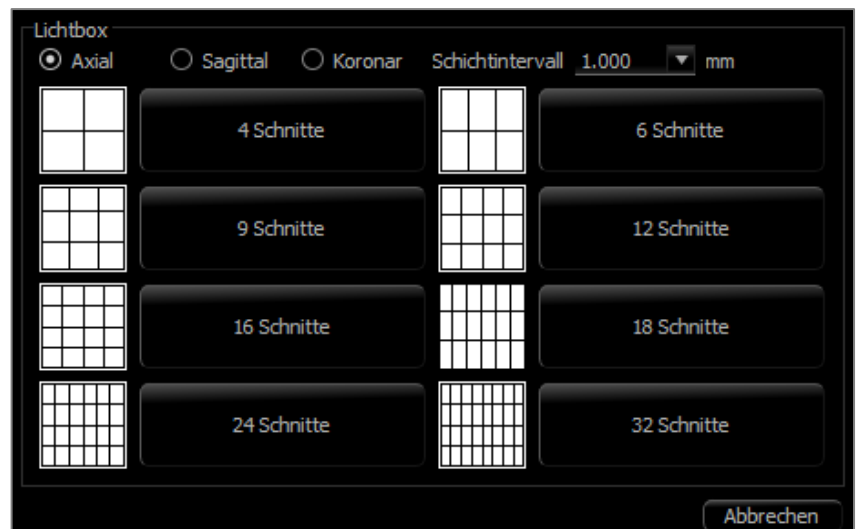 Lichtbox
Axial Sagittal Koronar Schichtintervall 1.000 mm
4 Schnitte 6 Schnitte
9 Schnitte 12 Schnitte
16 Schnitte 18 Schnitte
24 Schnitte 32 Schnitte
Abbrechen